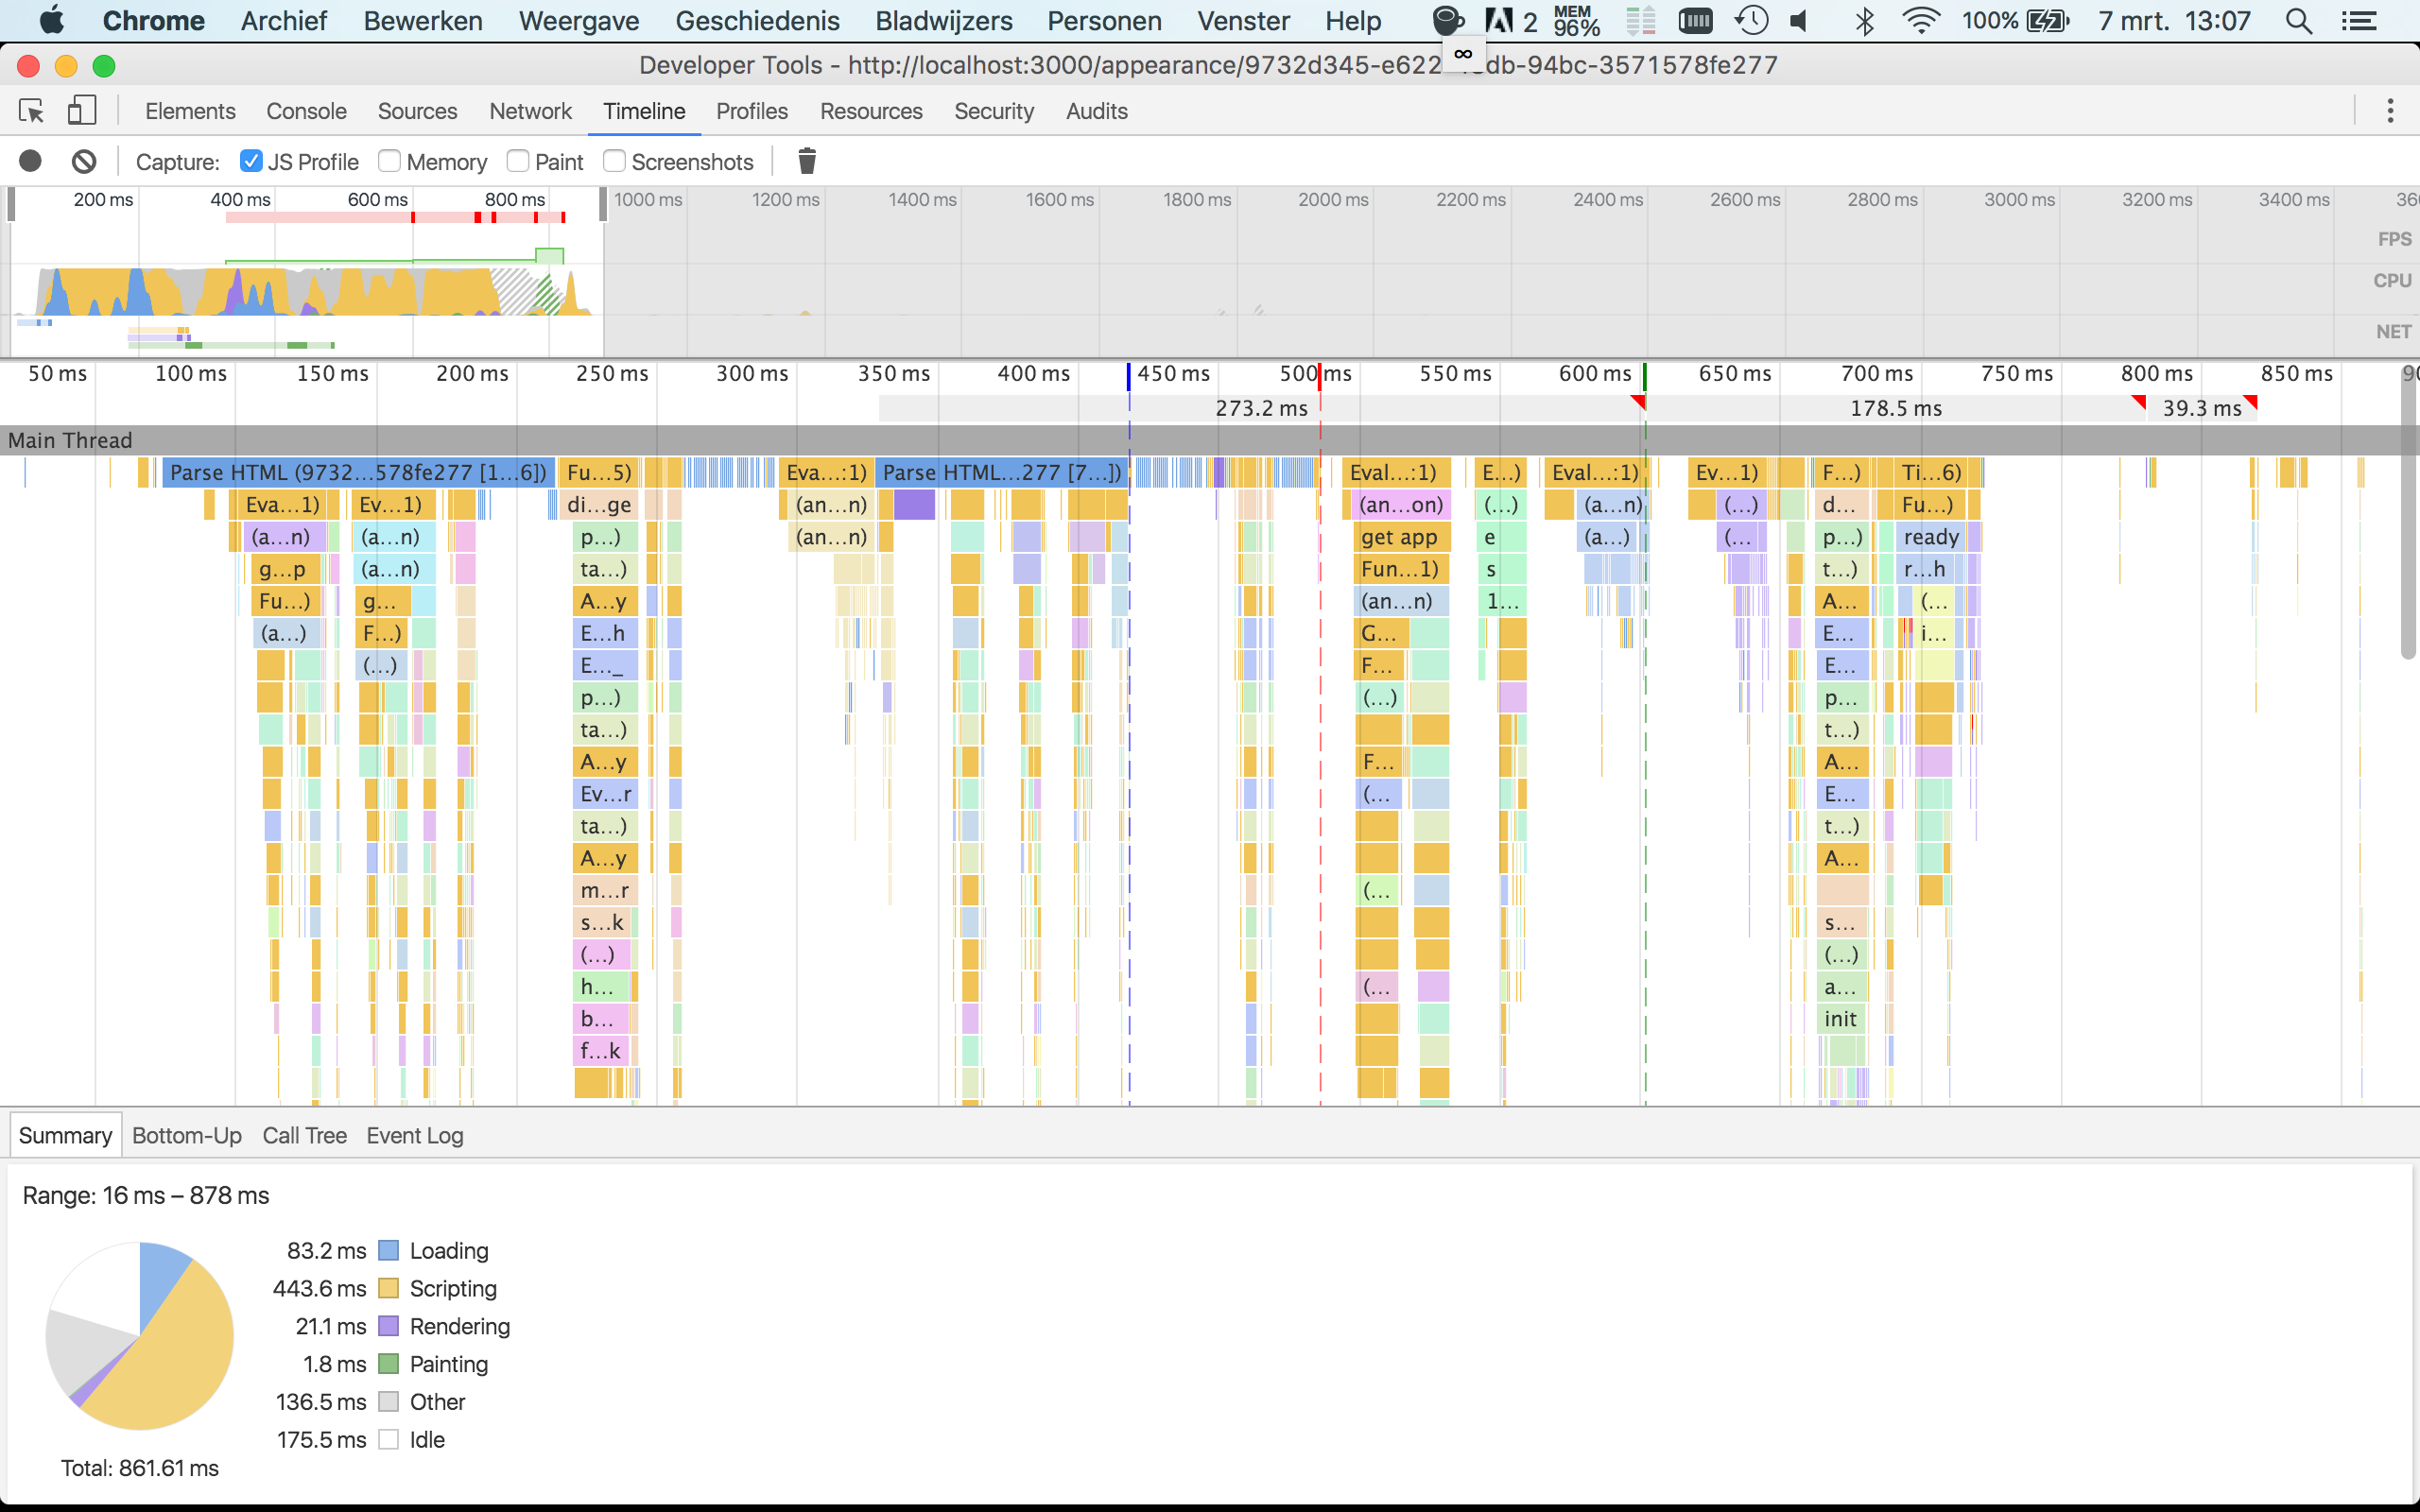 Chrome Archief Bewerken Weergave Geschiedenis Bladwijzers Personen Venster Help 2 MEM 96% 100% 7 mrt. 13:07
∞
Developer Tools - http://localhost:3000/appearance/9732d345-e622 db-94bc-3571578fe277
Elements Console Sources Network Timeline Profiles Resources Security Audits
Capture: JS Profile Memory Paint Screenshots
200 ms 400 ms 600 ms 800 ms 1000 ms 1200 ms 1400 ms 1600 ms 1800 ms 2000 ms 2200 ms 2400 ms 2600 ms 2800 ms 3000 ms 3200 ms 3400 ms
FPS
CPU
NET
50 ms 100 ms 150 ms 200 ms 250 ms 300 ms 350 ms 400 ms 450 ms 500 ms 550 ms 600 ms 650 ms 700 ms 750 ms 800 ms 850 ms
273.2 ms 178.5 ms 39.3 ms
Main Thread
Parse HTML (9732...578fe277 [1...6]) Fu...5) Eva...:1) Parse HTML...277 [7...]) Eval...:1) E...) Eval...:1) Ev...1) F...) Ti...6)
Eva...1) Ev...1) di...ge (an...n) (an...on) (...) (a...n) (...) d... Fu...)
(a...n) (a...n) p...) (an...n) get app e (a...) (... p...) ready
g...p (a...n) ta...) Fun...1) s t...) r...h
Fu...) g... A...y (an...n) 1... A... (...
(a...) F...) E...h G... E... i...
(...) E..._ F... E...
p...) (...) p...
ta...) t...)
A...y F... A...
Ev...r (... E...
ta...) t...)
A...y A...
m...r (...
s...k s...
(...) (...)
h... (... a...
b... init
f...k
Summary Bottom-Up Call Tree Event Log
Range: 16 ms – 878 ms
83.2 ms Loading
443.6 ms Scripting
21.1 ms Rendering
1.8 ms Painting
136.5 ms Other
175.5 ms Idle
Total: 861.61 ms